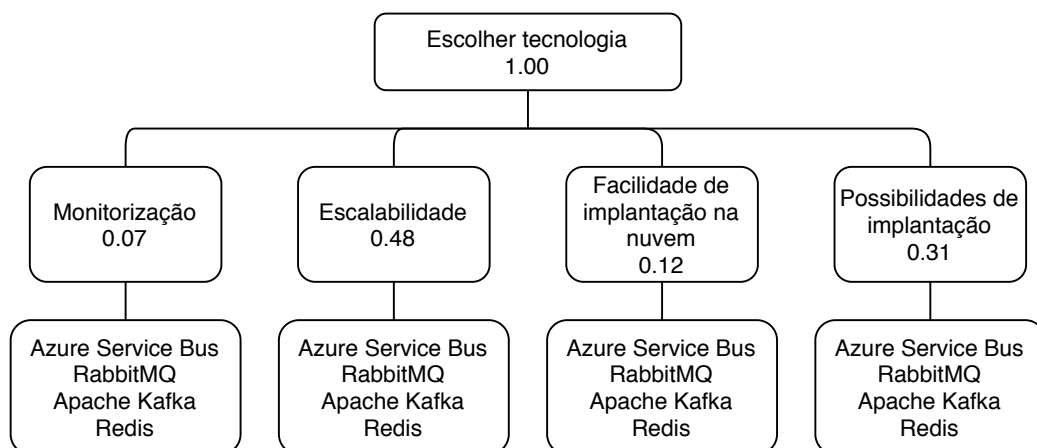 Escolher tecnologia
1.00
Monitorização
0.07
Escalabilidade
0.48
Facilidade de
implantação na
nuvem
0.12
Possibilidades de
implantação
0.31
Azure Service Bus
RabbitMQ
Apache Kafka
Redis
Azure Service Bus
RabbitMQ
Apache Kafka
Redis
Azure Service Bus
RabbitMQ
Apache Kafka
Redis
Azure Service Bus
RabbitMQ
Apache Kafka
Redis